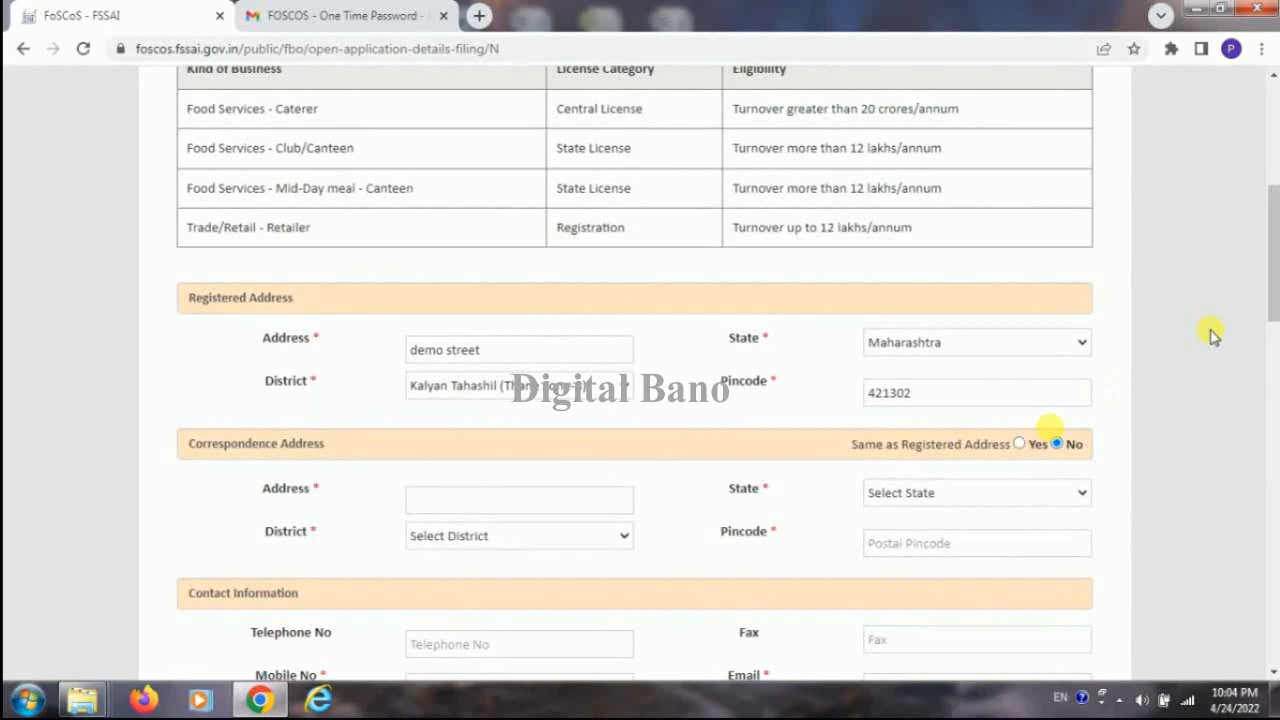 FoSCoS - FSSAI
FOSCOS - One Time Password -
foscos.fssai.gov.in/public/fbo/open-application-details-filing/N
P
Kind of Business License Category Eligibility
Food Services - Caterer Central License Turnover greater than 20 crores/annum
Food Services - Club/Canteen State License Turnover more than 12 lakhs/annum
Food Services - Mid-Day meal - Canteen State License Turnover more than 12 lakhs/annum
Trade/Retail - Retailer Registration Turnover up to 12 lakhs/annum
Registered Address
Address * demo street State * Maharashtra
District * Kalyan Tahashil Pincode * 421302
Digital Bano
Correspondence Address Same as Registered Address Yes No
Address * State * Select State
District * Select District Pincode * Postal Pincode
Contact Information
Telephone No Telephone No Fax Fax
Mobile No * Email *
EN 10:04 PM
4/24/2022